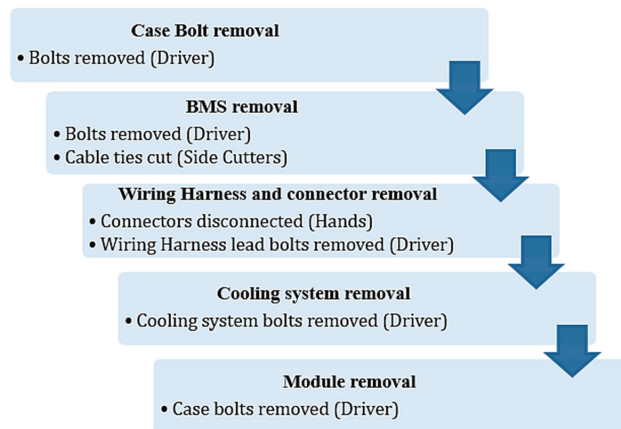 Case Bolt removal
• Bolts removed (Driver)
BMS removal
• Bolts removed (Driver)
• Cable ties cut (Side Cutters)
Wiring Harness and connector removal
• Connectors disconnected (Hands)
• Wiring Harness lead bolts removed (Driver)
Cooling system removal
• Cooling system bolts removed (Driver)
Module removal
• Case bolts removed (Driver)